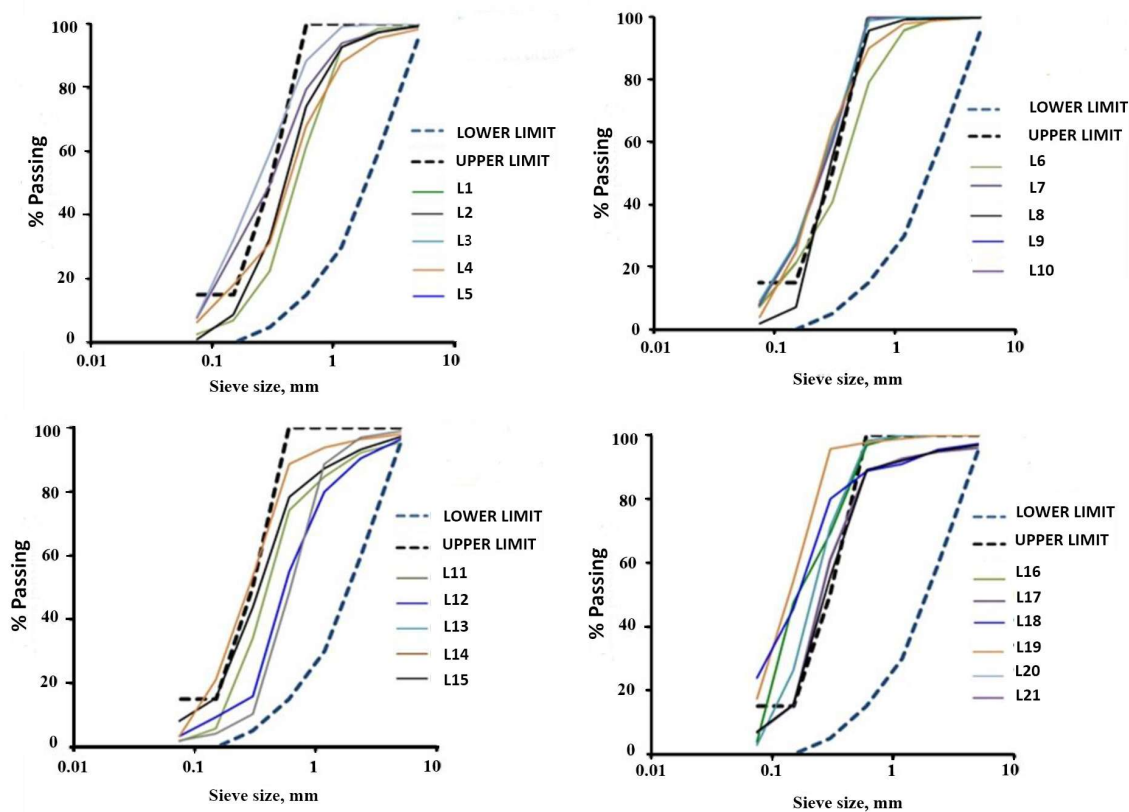 100
80
60
40
20
0
% Passing
0.01
0.1
1
10
Sieve size, mm
LOWER LIMIT
UPPER LIMIT
L1
L2
L3
L4
L5
100
80
60
40
20
0
% Passing
0.01
0.1
1
10
Sieve size, mm
LOWER LIMIT
UPPER LIMIT
L6
L7
L8
L9
L10
100
80
60
40
20
0
% Passing
0.01
0.1
1
10
Sieve size, mm
LOWER LIMIT
UPPER LIMIT
L11
L12
L13
L14
L15
100
80
60
40
20
0
% Passing
0.01
0.1
1
10
Sieve size, mm
LOWER LIMIT
UPPER LIMIT
L16
L17
L18
L19
L20
L21